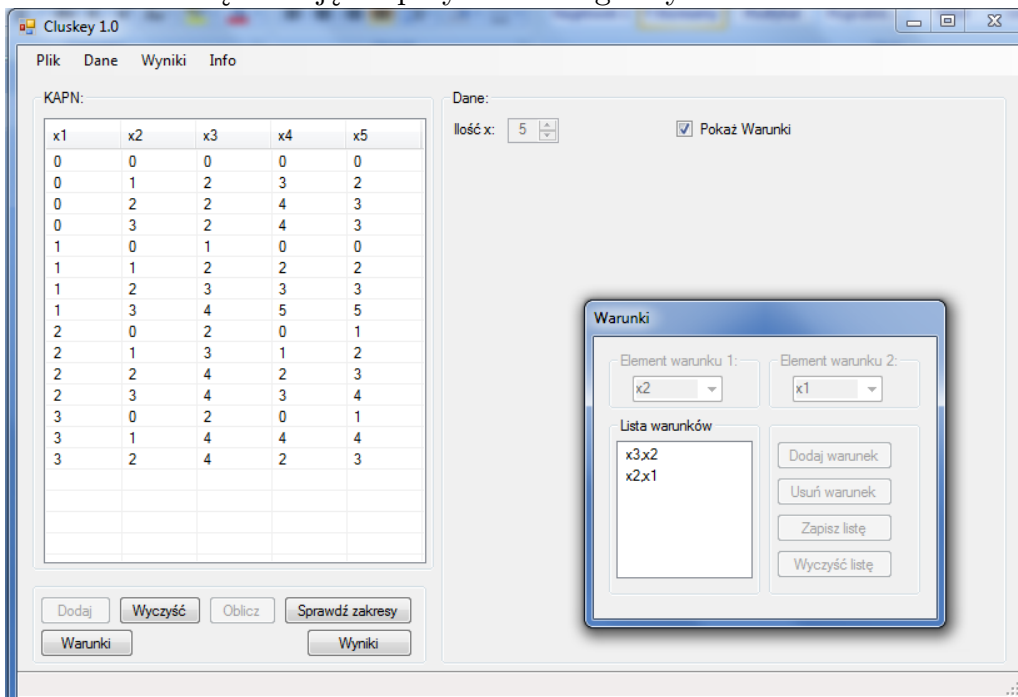 Cluskey 1.0
Plik Dane Wyniki Info
KAPN:
x1 x2 x3 x4 x5
0 0 0 0 0
0 1 2 3 2
0 2 2 4 3
0 3 2 4 3
1 0 1 0 0
1 1 2 2 2
1 2 3 3 3
1 3 4 5 5
2 0 2 0 1
2 1 3 1 2
2 2 4 2 3
2 3 4 3 4
3 0 2 0 1
3 1 4 4 4
3 2 4 2 3
Dodaj Wyczyść Oblicz Sprawdź zakresy
Warunki Wyniki
Dane:
Ilość x: 5 Pokaż Warunki
Warunki
Element warunku 1: Element warunku 2:
x2 x1
Lista warunków
x3,x2
x2,x1
Dodaj warunek
Usuń warunek
Zapisz listę
Wyczyść listę